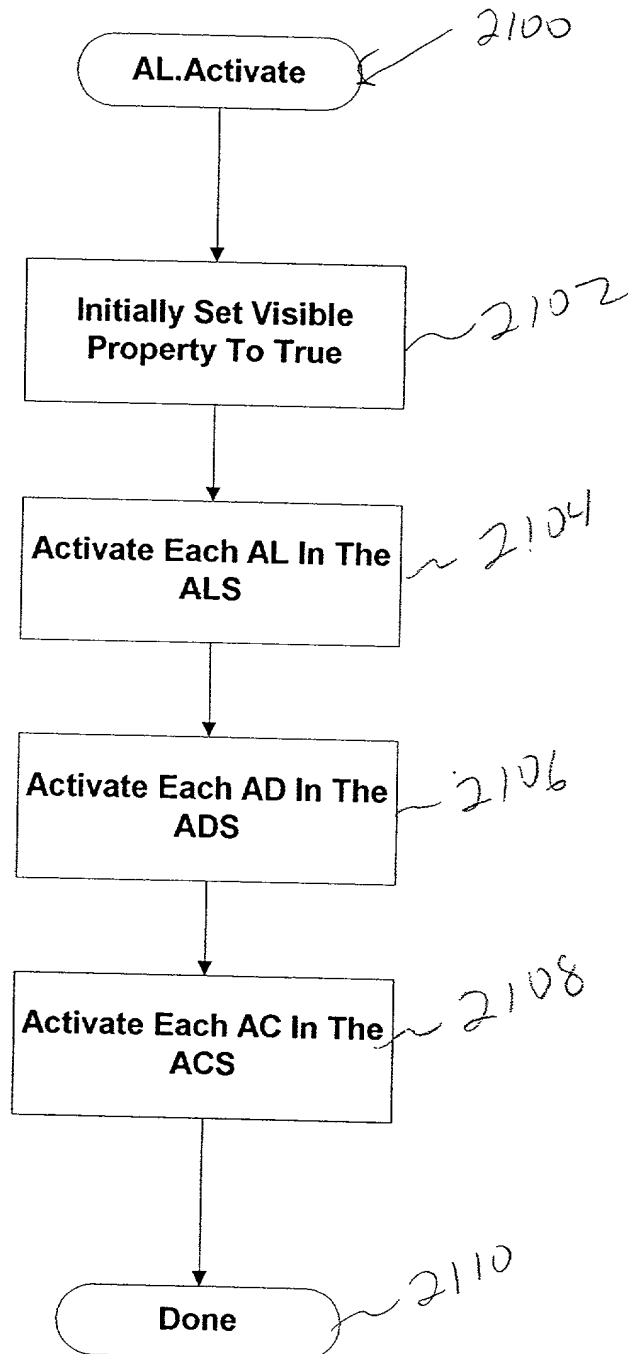 2100
AL.Activate
Initially Set Visible
Property To True
2102
Activate Each AL In The
ALS
2104
Activate Each AD In The
ADS
2106
Activate Each AC In The
ACS
2108
Done
2110